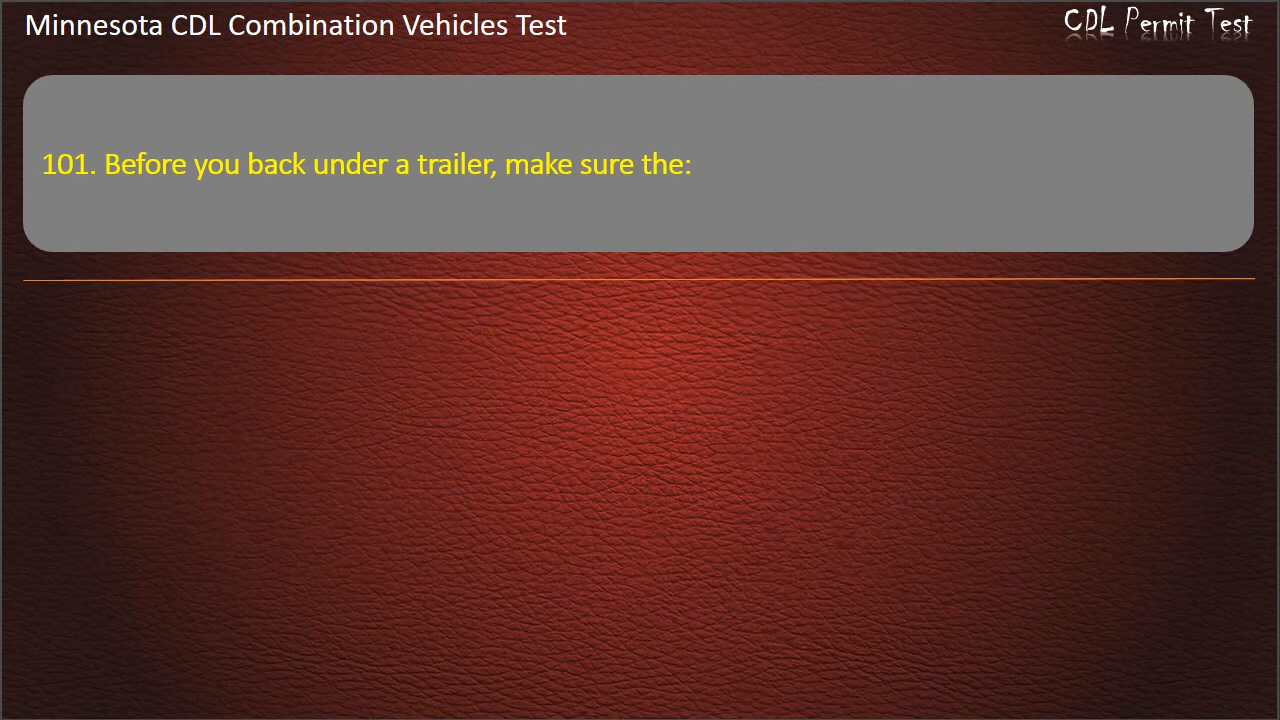 Minnesota CDL Combination Vehicles Test
CDL Permit Test
101. Before you back under a trailer, make sure the: